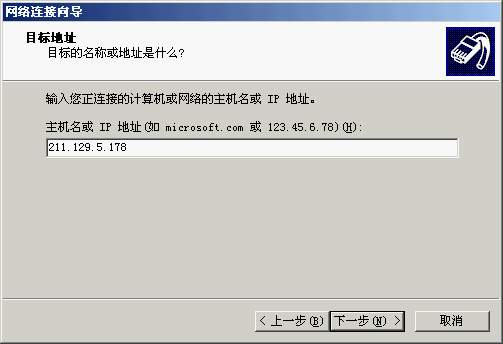 网络连接向导
目标地址
目标的名称或地址是什么?
输入您正连接的计算机或网络的主机名或 IP 地址。
主机名或 IP 地址(如 microsoft.com 或 123.45.6.78)(H):
211.129.5.178
< 上一步(B) 下一步(N) > 取消